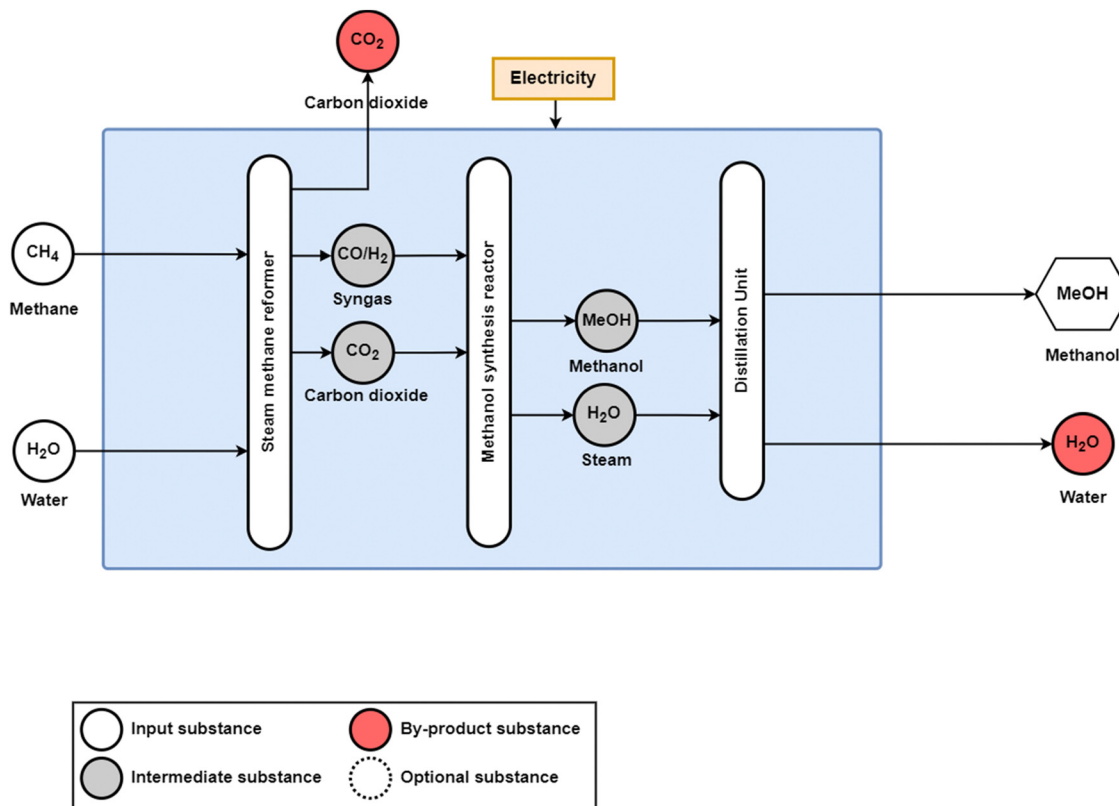 CO₂
Carbon dioxide
Electricity
CH₄
Methane
H₂O
Water
Steam methane reformer
CO/H₂
Syngas
CO₂
Carbon dioxide
Methanol synthesis reactor
MeOH
Methanol
H₂O
Steam
Distillation Unit
MeOH
Methanol
H₂O
Water
Input substance
By-product substance
Intermediate substance
Optional substance